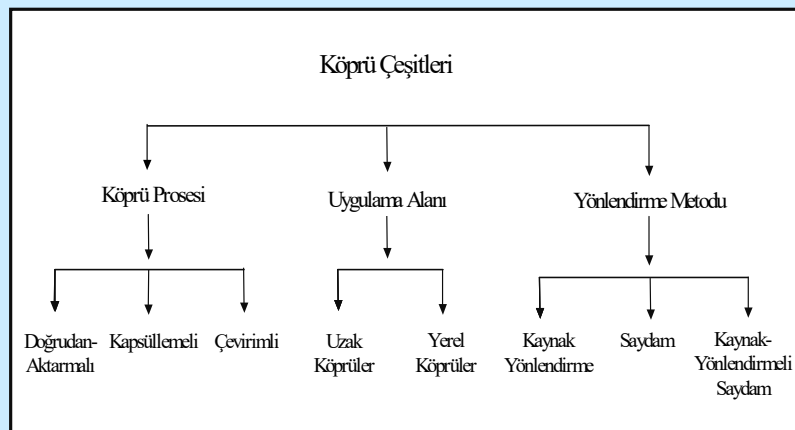 Köprü Çeşitleri
Köprü Prosesi
Uygulama Alanı
Yönlendirme Metodu
Doğrudan-
Aktarmalı
Kapsüllemeli
Çevirimli
Uzak
Köprüler
Yerel
Köprüler
Kaynak
Yönlendirme
Saydam
Kaynak-
Yönlendirmeli
Saydam